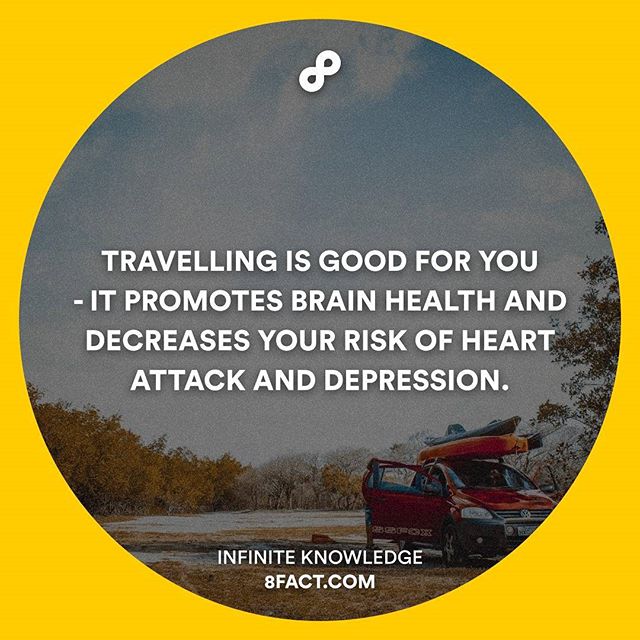 TRAVELLING IS GOOD FOR YOU
- IT PROMOTES BRAIN HEALTH AND
DECREASES YOUR RISK OF HEART
ATTACK AND DEPRESSION.
INFINITE KNOWLEDGE
8FACT.COM